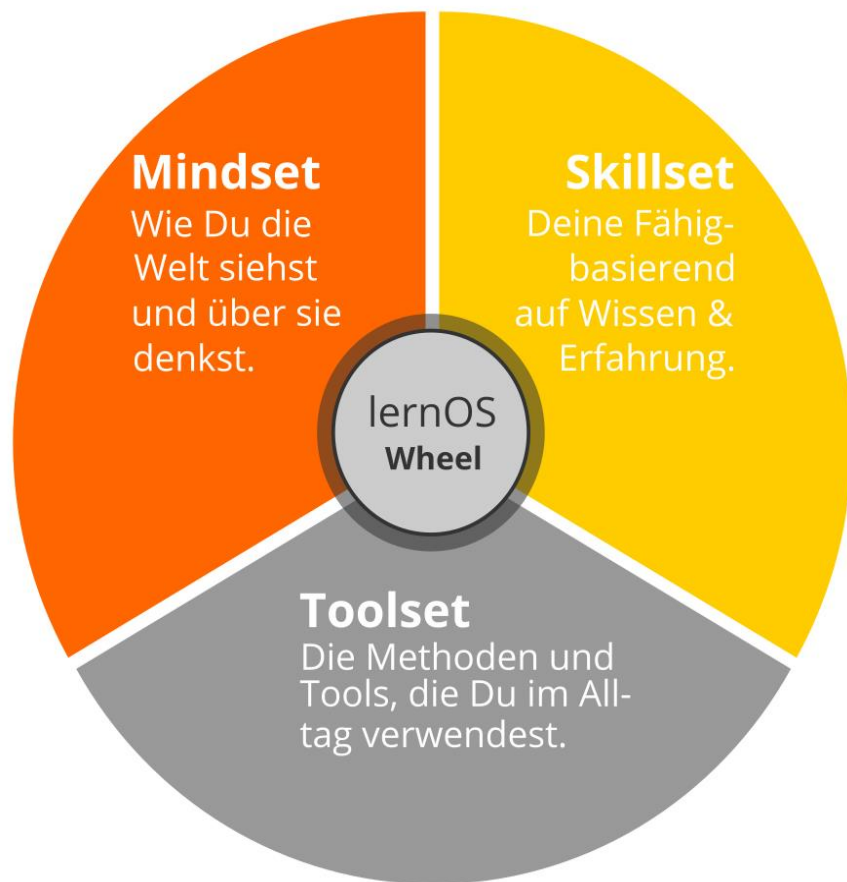 Mindset
Wie Du die
Welt siehst
und über sie
denkst.
Skillset
Deine Fähig-
basierend
auf Wissen &
Erfahrung.
lernOS
Wheel
Toolset
Die Methoden und
Tools, die Du im All-
tag verwendest.